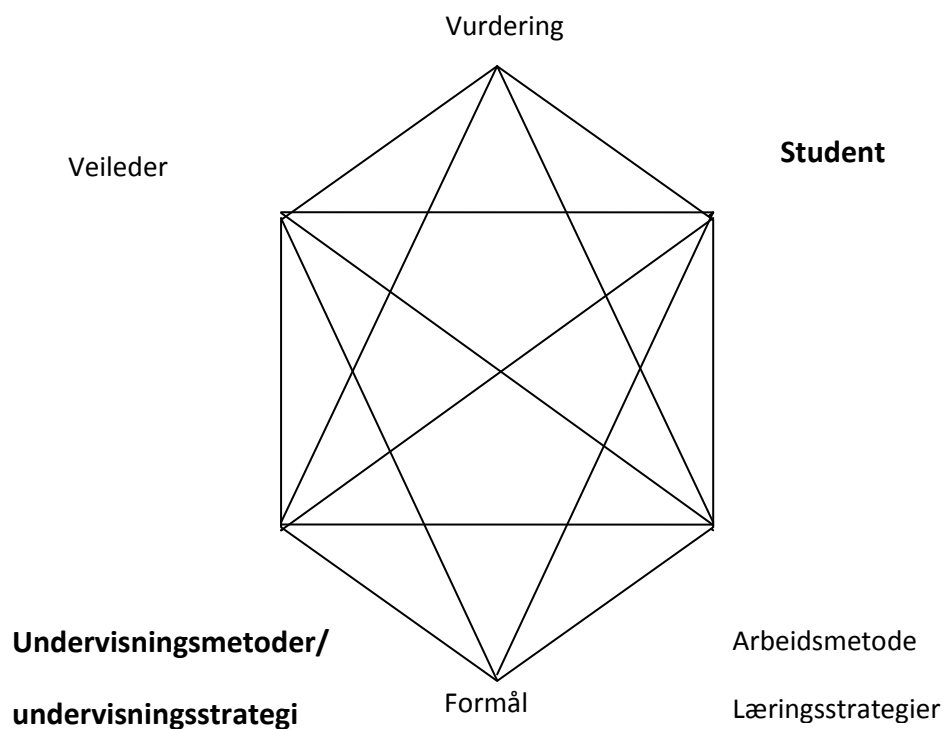 Vurdering
Veileder
Student
Undervisningsmetoder/
undervisningsstrategi
Formål
Arbeidsmetode
Læringsstrategier